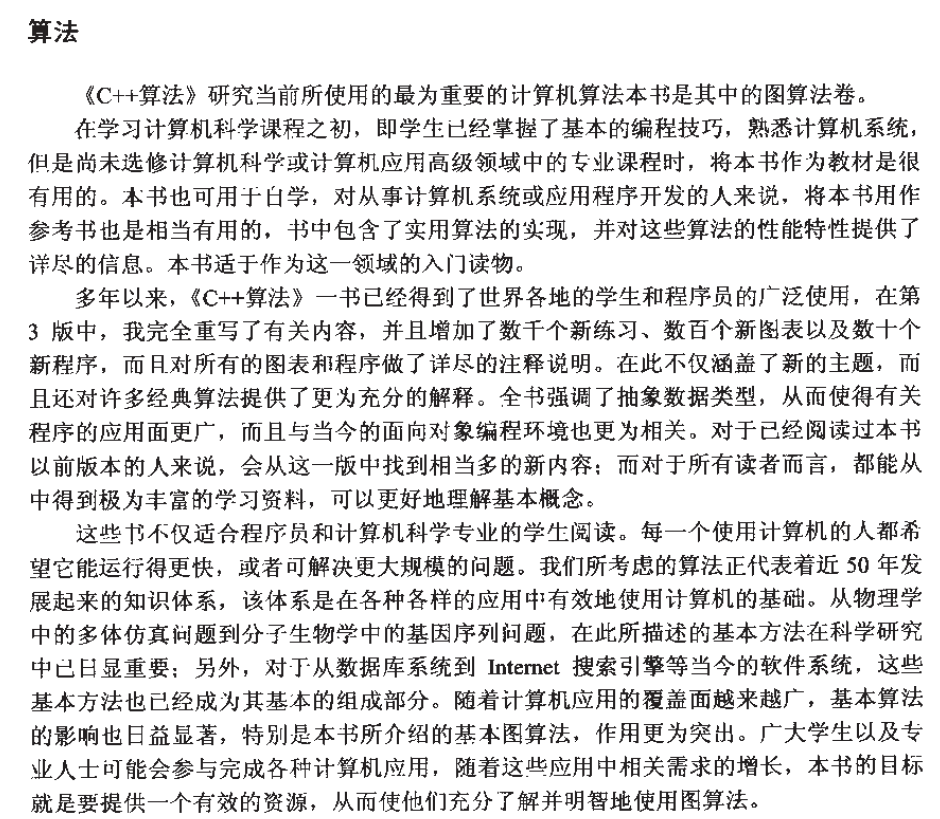 算法
《C++算法》研究当前所使用的最为重要的计算机算法本书是其中的图算法卷。
在学习计算机科学课程之初，即学生已经掌握了基本的编程技巧，熟悉计算机系统，
但是尚未选修计算机科学或计算机应用高级领域中的专业课程时，将本书作为教材是很
有用的。本书也可用于自学，对从事计算机系统或应用程序开发的人来说，将本书用作
参考书也是相当有用的，书中包含了实用算法的实现，并对这些算法的性能特性提供了
详尽的信息。本书适于作为这一领域的入门读物。
多年以来，《C++算法》一书已经得到了世界各地的学生和程序员的广泛使用，在第
3 版中，我完全重写了有关内容，并且增加了数千个新练习、数百个新图表以及数十个
新程序，而且对所有的图表和程序做了详尽的注释说明。在此不仅涵盖了新的主题，而
且还对许多经典算法提供了更为充分的解释。全书强调了抽象数据类型，从而使得有关
程序的应用面更广，而且与当今的面向对象编程环境也更为相关。对于已经阅读过本书
以前版本的人来说，会从这一版中找到相当多的新内容；而对于所有读者而言，都能从
中得到极为丰富的学习资料，可以更好地理解基本概念。
这些书不仅适合程序员和计算机科学专业的学生阅读。每一个使用计算机的人都希
望它能运行得更快，或者可解决更大规模的问题。我们所考虑的算法正代表着近 50 年发
展起来的知识体系，该体系是在各种各样的应用中有效地使用计算机的基础。从物理学
中的多体仿真问题到分子生物学中的基因序列问题，在此所描述的基本方法在科学研究
中已日显重要；另外，对于从数据库系统到 Internet 搜索引擎等当今的软件系统，这些
基本方法也已经成为其基本的组成部分。随着计算机应用的覆盖面越来越广，基本算法
的影响也日益显著，特别是本书所介绍的基本图算法，作用更为突出。广大学生以及专
业人士可能会参与完成各种计算机应用，随着这些应用中相关需求的增长，本书的目标
就是要提供一个有效的资源，从而使他们充分了解并明智地使用图算法。